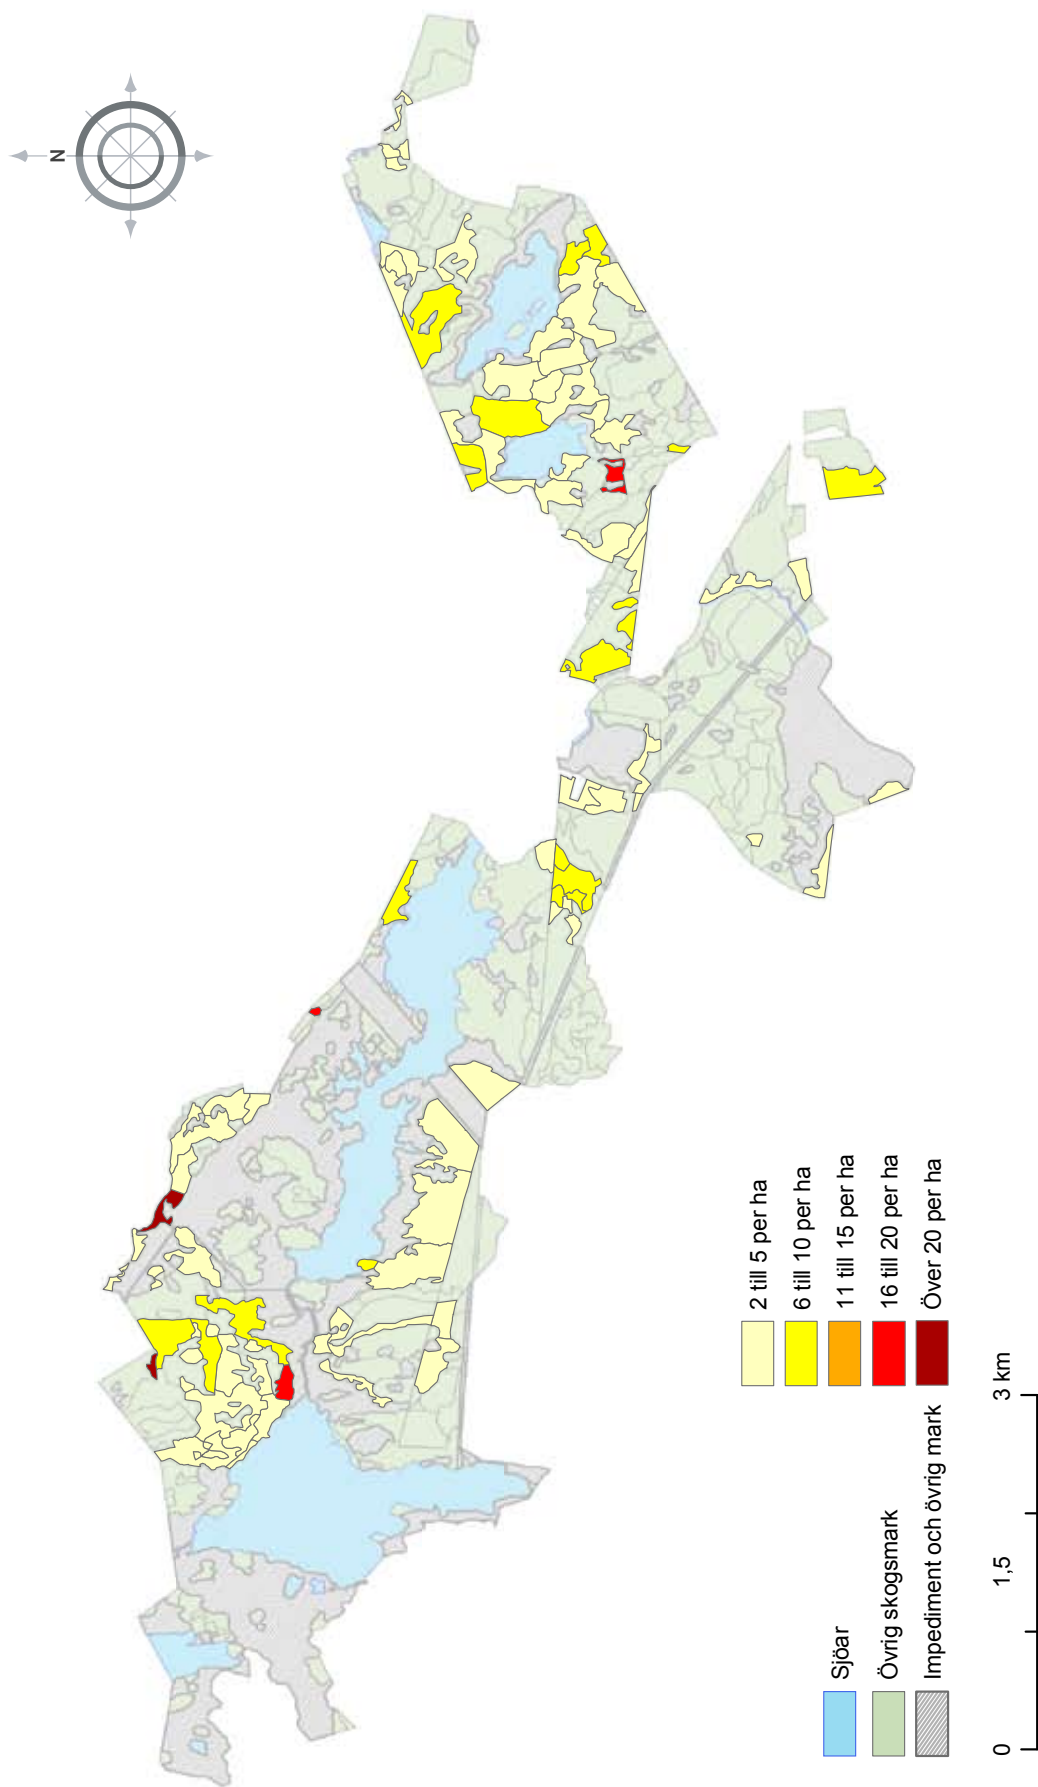 N
2 till 5 per ha
6 till 10 per ha
11 till 15 per ha
16 till 20 per ha
Över 20 per ha
Sjöar
Övrig skogsmark
Impediment och övrig mark
0 1,5 3 km